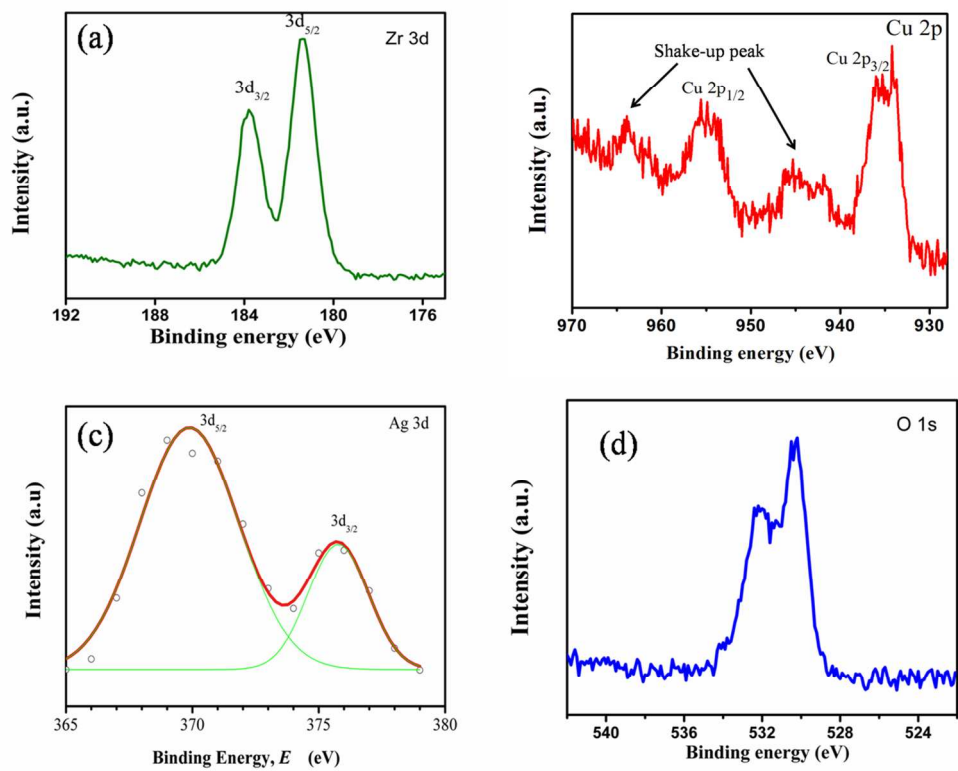 (a)
Zr 3d
3d5/2
3d3/2
Intensity (a.u.)
192 188 184 180 176
Binding energy (eV)
Cu 2p
Shake-up peak
Cu 2p1/2
Cu 2p3/2
Intensity (a.u.)
970 960 950 940 930
Binding energy (eV)
(c)
Ag 3d
3d5/2
3d3/2
Intensity (a.u)
365 370 375 380
Binding Energy, E (eV)
(d)
O 1s
Intensity (a.u.)
540 536 532 528 524
Binding energy (eV)